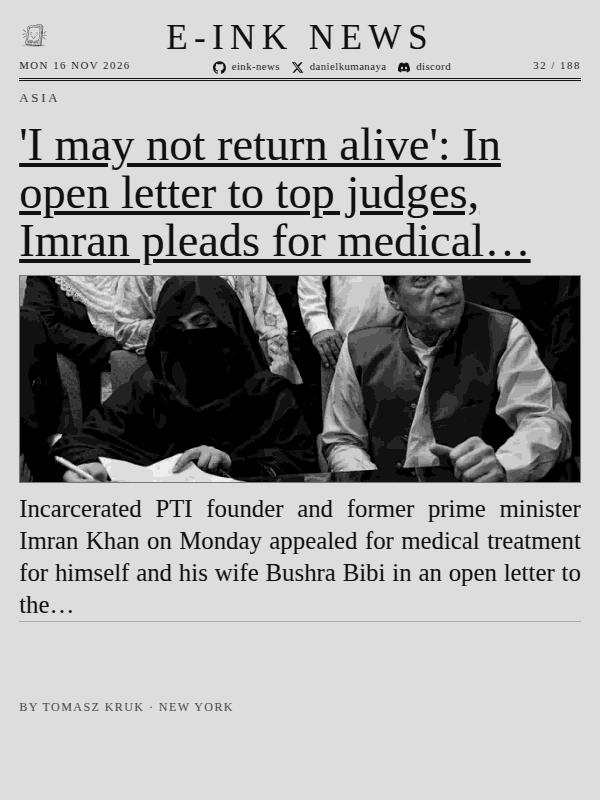 E-INK NEWS
MON 16 NOV 2026
eink-news danielkumanaya discord
32 / 188
ASIA
'I may not return alive': In
open letter to top judges,
Imran pleads for medical…
Incarcerated PTI founder and former prime minister
Imran Khan on Monday appealed for medical treatment
for himself and his wife Bushra Bibi in an open letter to
the…
BY TOMASZ KRUK · NEW YORK